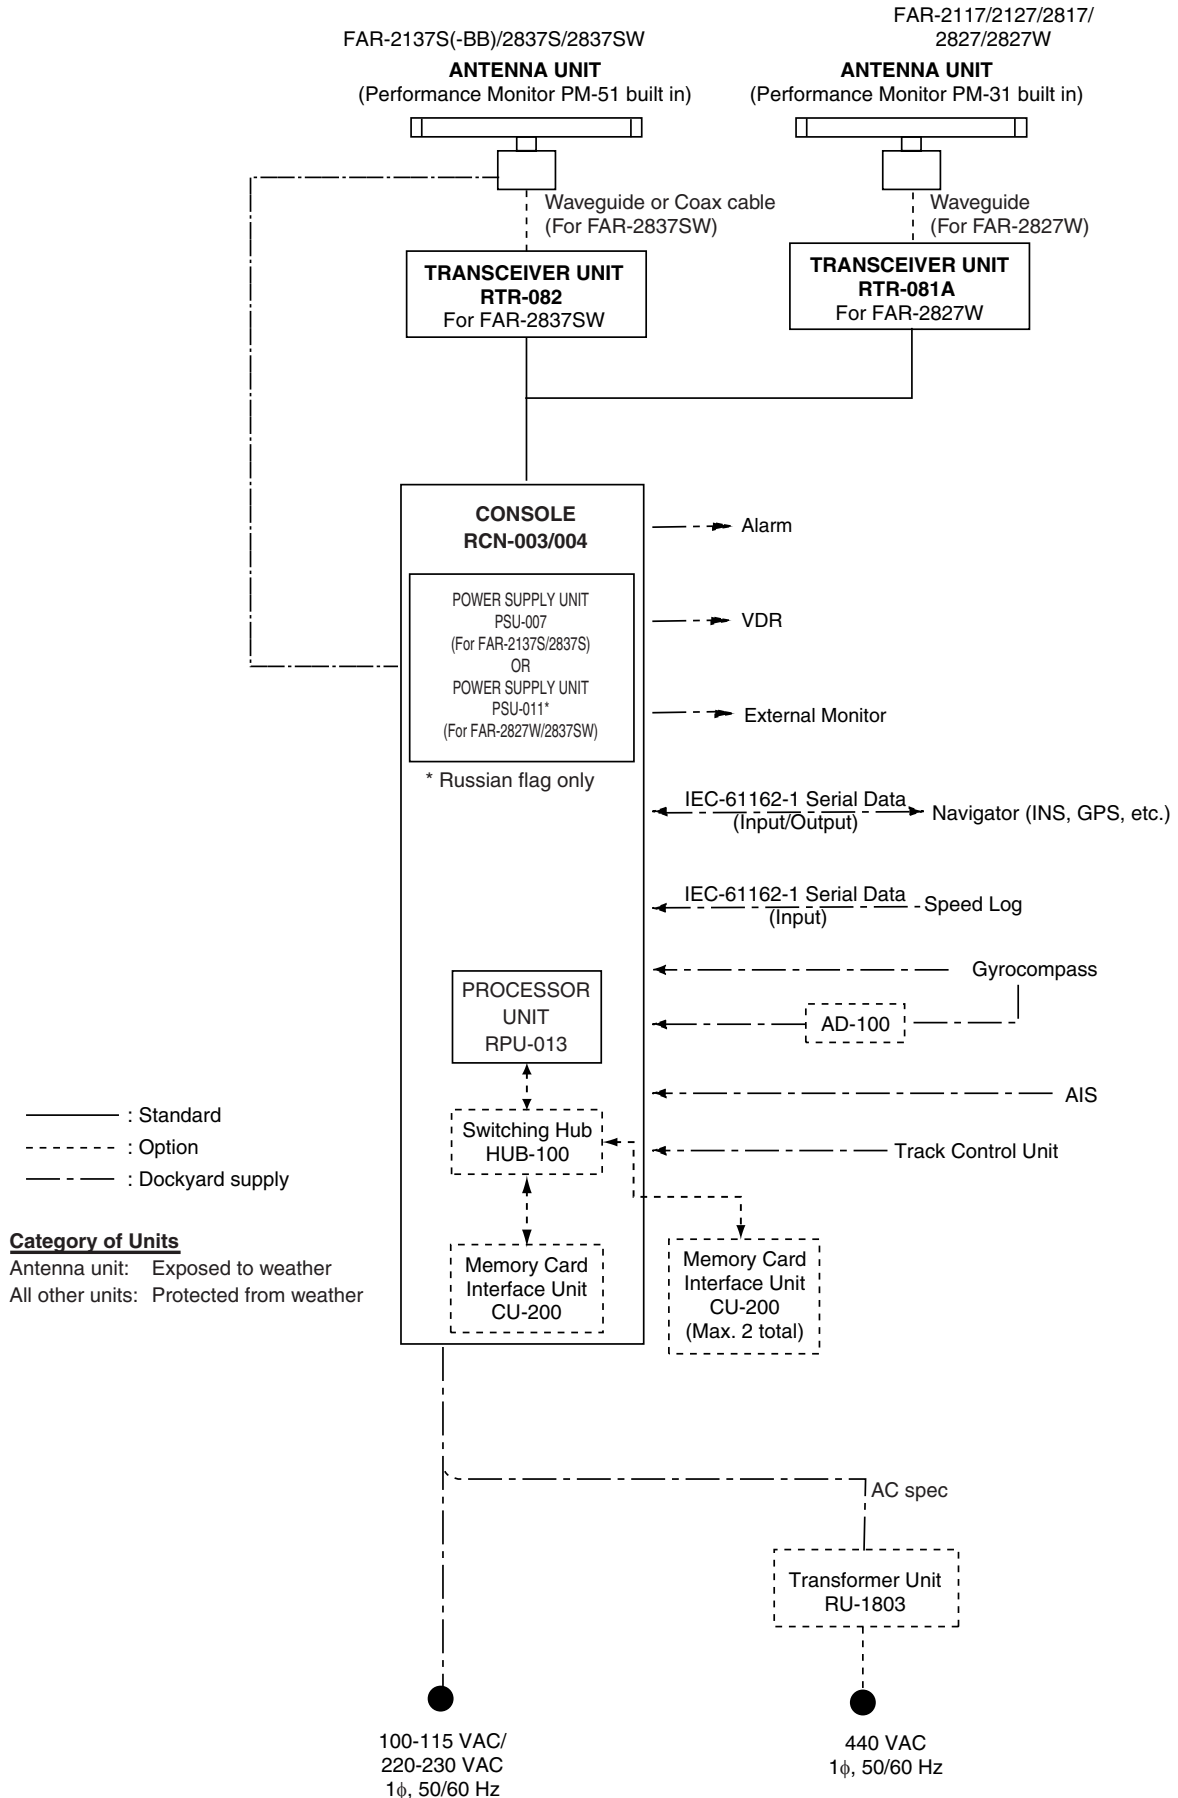 FAR-2137S(-BB)/2837S/2837SW
ANTENNA UNIT
(Performance Monitor PM-51 built in)
FAR-2117/2127/2817/
2827/2827W
ANTENNA UNIT
(Performance Monitor PM-31 built in)
Waveguide or Coax cable
(For FAR-2837SW)
Waveguide
(For FAR-2827W)
TRANSCEIVER UNIT
RTR-082
For FAR-2837SW
TRANSCEIVER UNIT
RTR-081A
For FAR-2827W
CONSOLE
RCN-003/004
POWER SUPPLY UNIT
PSU-007
(For FAR-2137S/2837S)
OR
POWER SUPPLY UNIT
PSU-011*
(For FAR-2827W/2837SW)
* Russian flag only
Alarm
VDR
External Monitor
IEC-61162-1 Serial Data
(Input/Output)
Navigator (INS, GPS, etc.)
IEC-61162-1 Serial Data
(Input)
Speed Log
Gyrocompass
AD-100
AIS
Track Control Unit
PROCESSOR
UNIT
RPU-013
Switching Hub
HUB-100
Memory Card
Interface Unit
CU-200
Memory Card
Interface Unit
CU-200
(Max. 2 total)
: Standard
: Option
: Dockyard supply
Category of Units
Antenna unit: Exposed to weather
All other units: Protected from weather
AC spec
Transformer Unit
RU-1803
100-115 VAC/
220-230 VAC
1ϕ, 50/60 Hz
440 VAC
1ϕ, 50/60 Hz